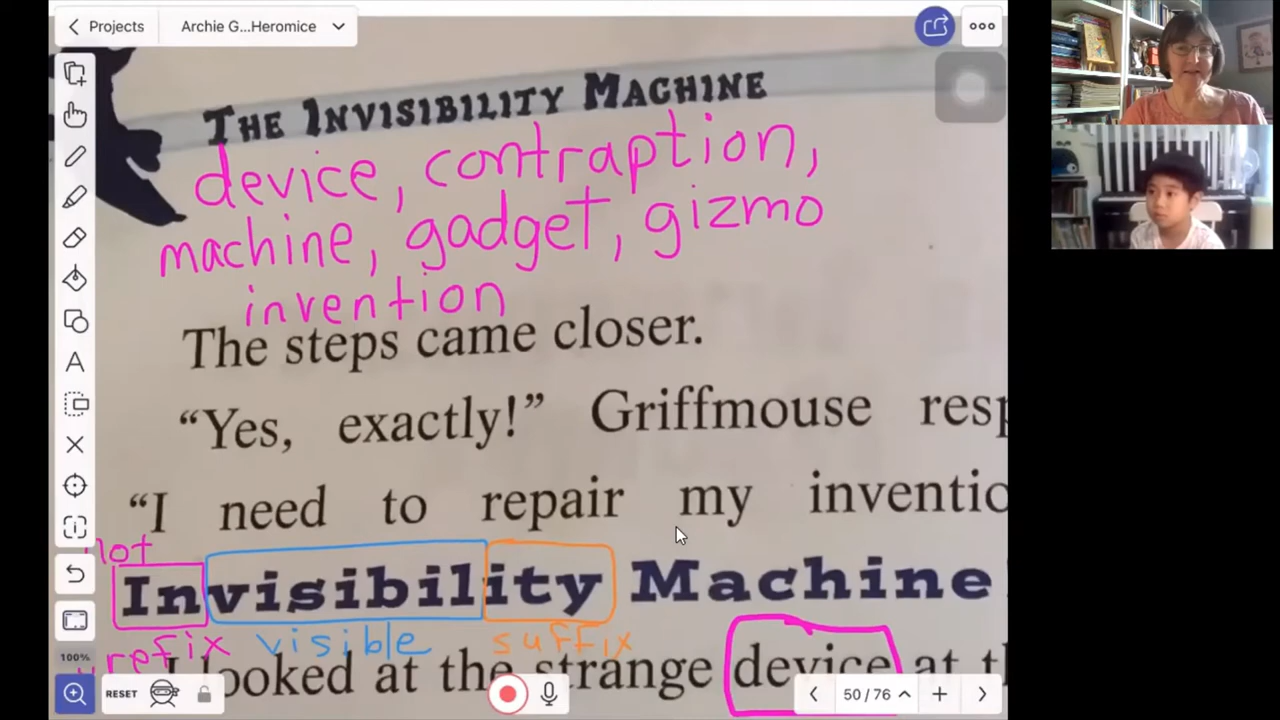 Projects
Archie G...Heromice
THE INVISIBILITY MACHINE
device, contraption,
machine, gadget, gizmo
invention
The steps came closer.
"Yes, exactly!" Griffmouse
"I need to repair my
not
Invisibility Machine
visible suffix
looked at the strange device at
A
100%
RESET
50 / 76